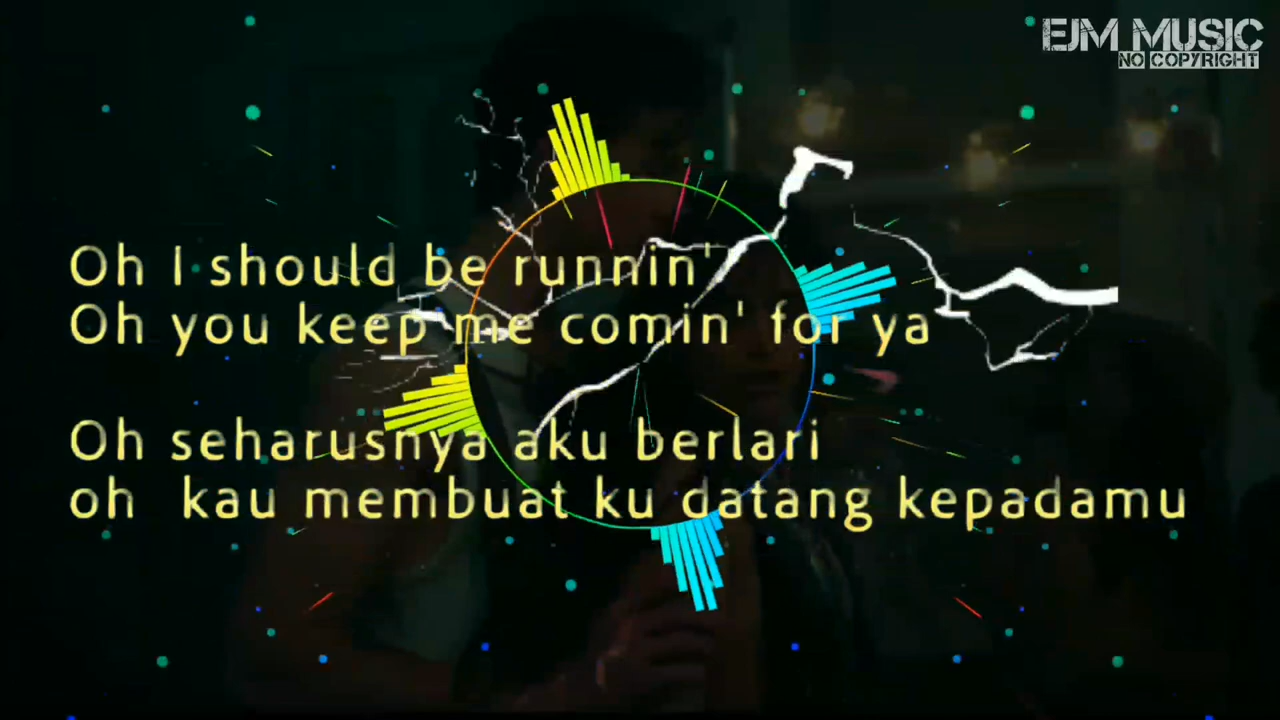 EJM MUSIC
NO COPYRIGHT
Oh I should be runnin'
Oh you keep me comin' for ya
Oh seharusnya aku berlari
oh kau membuat ku datang kepadamu